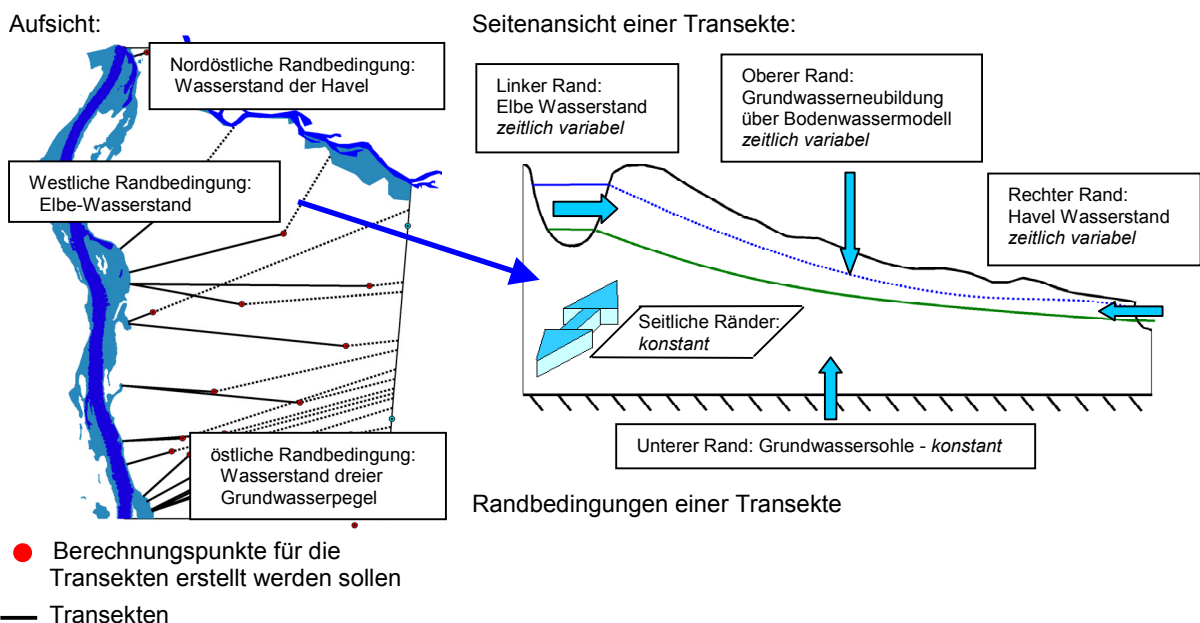 Aufsicht:
Nordöstliche Randbedingung:
Wasserstand der Havel
Westliche Randbedingung:
Elbe-Wasserstand
östliche Randbedingung:
Wasserstand dreier
Grundwasserpegel
Berechnungspunkte für die
Transekten erstellt werden sollen
Transekten
Seitenansicht einer Transekte:
Linker Rand:
Elbe Wasserstand
zeitlich variabel
Oberer Rand:
Grundwasserneubildung
über Bodenwassermodell
zeitlich variabel
Rechter Rand:
Havel Wasserstand
zeitlich variabel
Seitliche Ränder:
konstant
Unterer Rand: Grundwassersohle - konstant
Randbedingungen einer Transekte